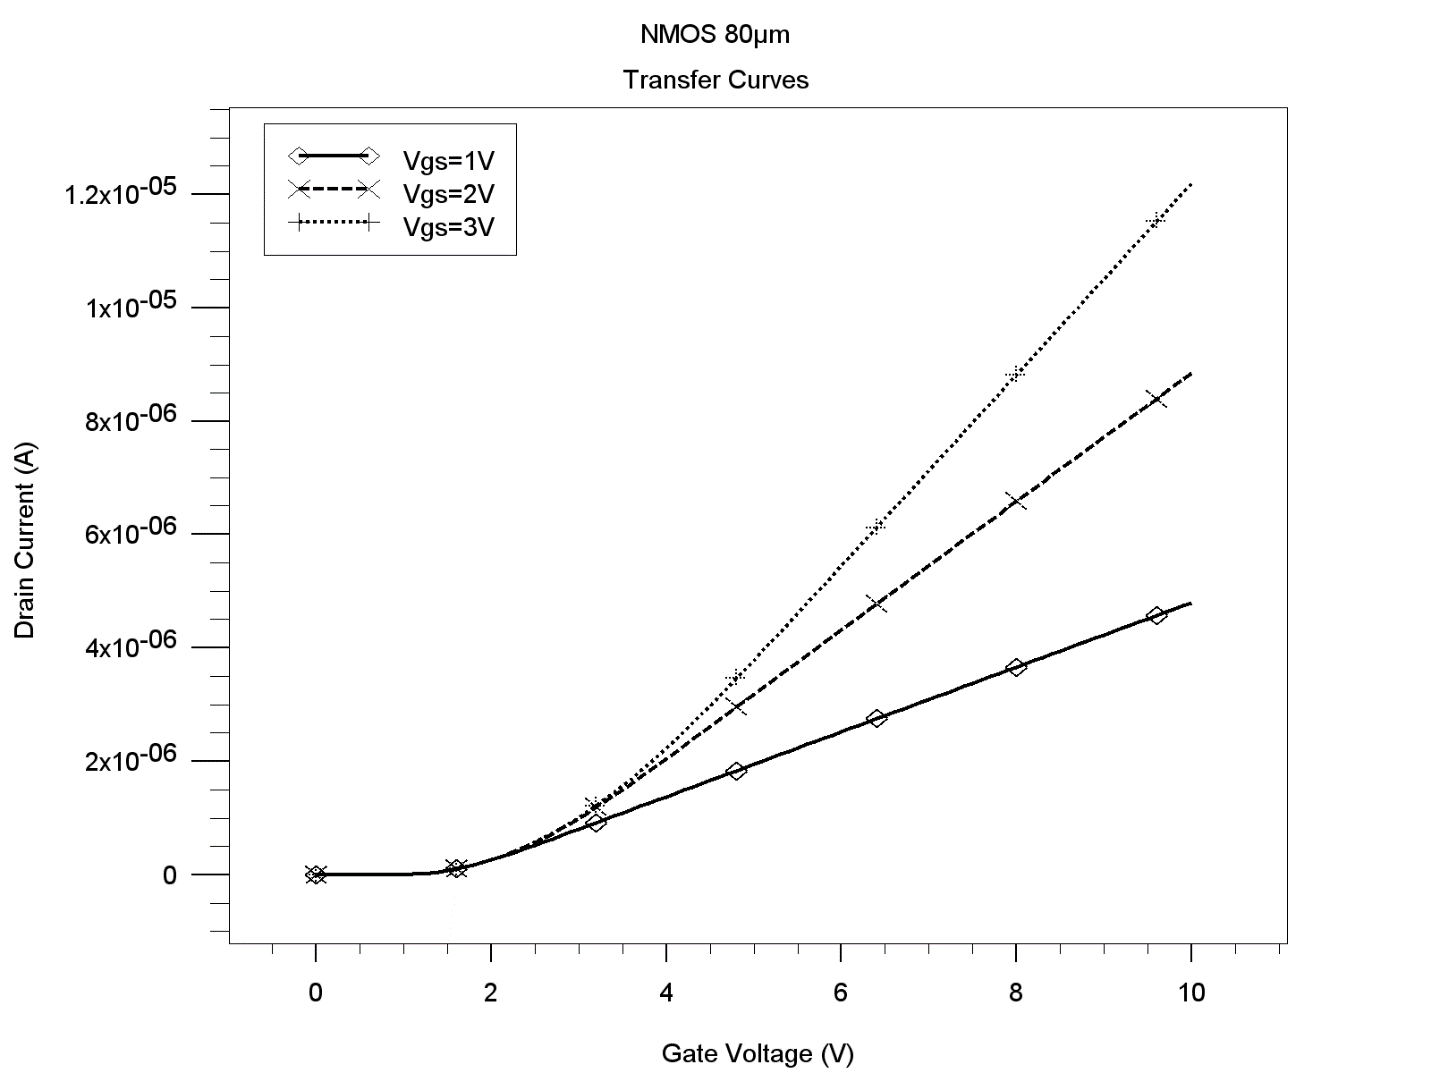 NMOS 80µm
Transfer Curves
Vgs=1V
Vgs=2V
Vgs=3V
1.2x10-05
1x10-05
8x10-06
6x10-06
4x10-06
2x10-06
0
Drain Current (A)
0 2 4 6 8 10
Gate Voltage (V)